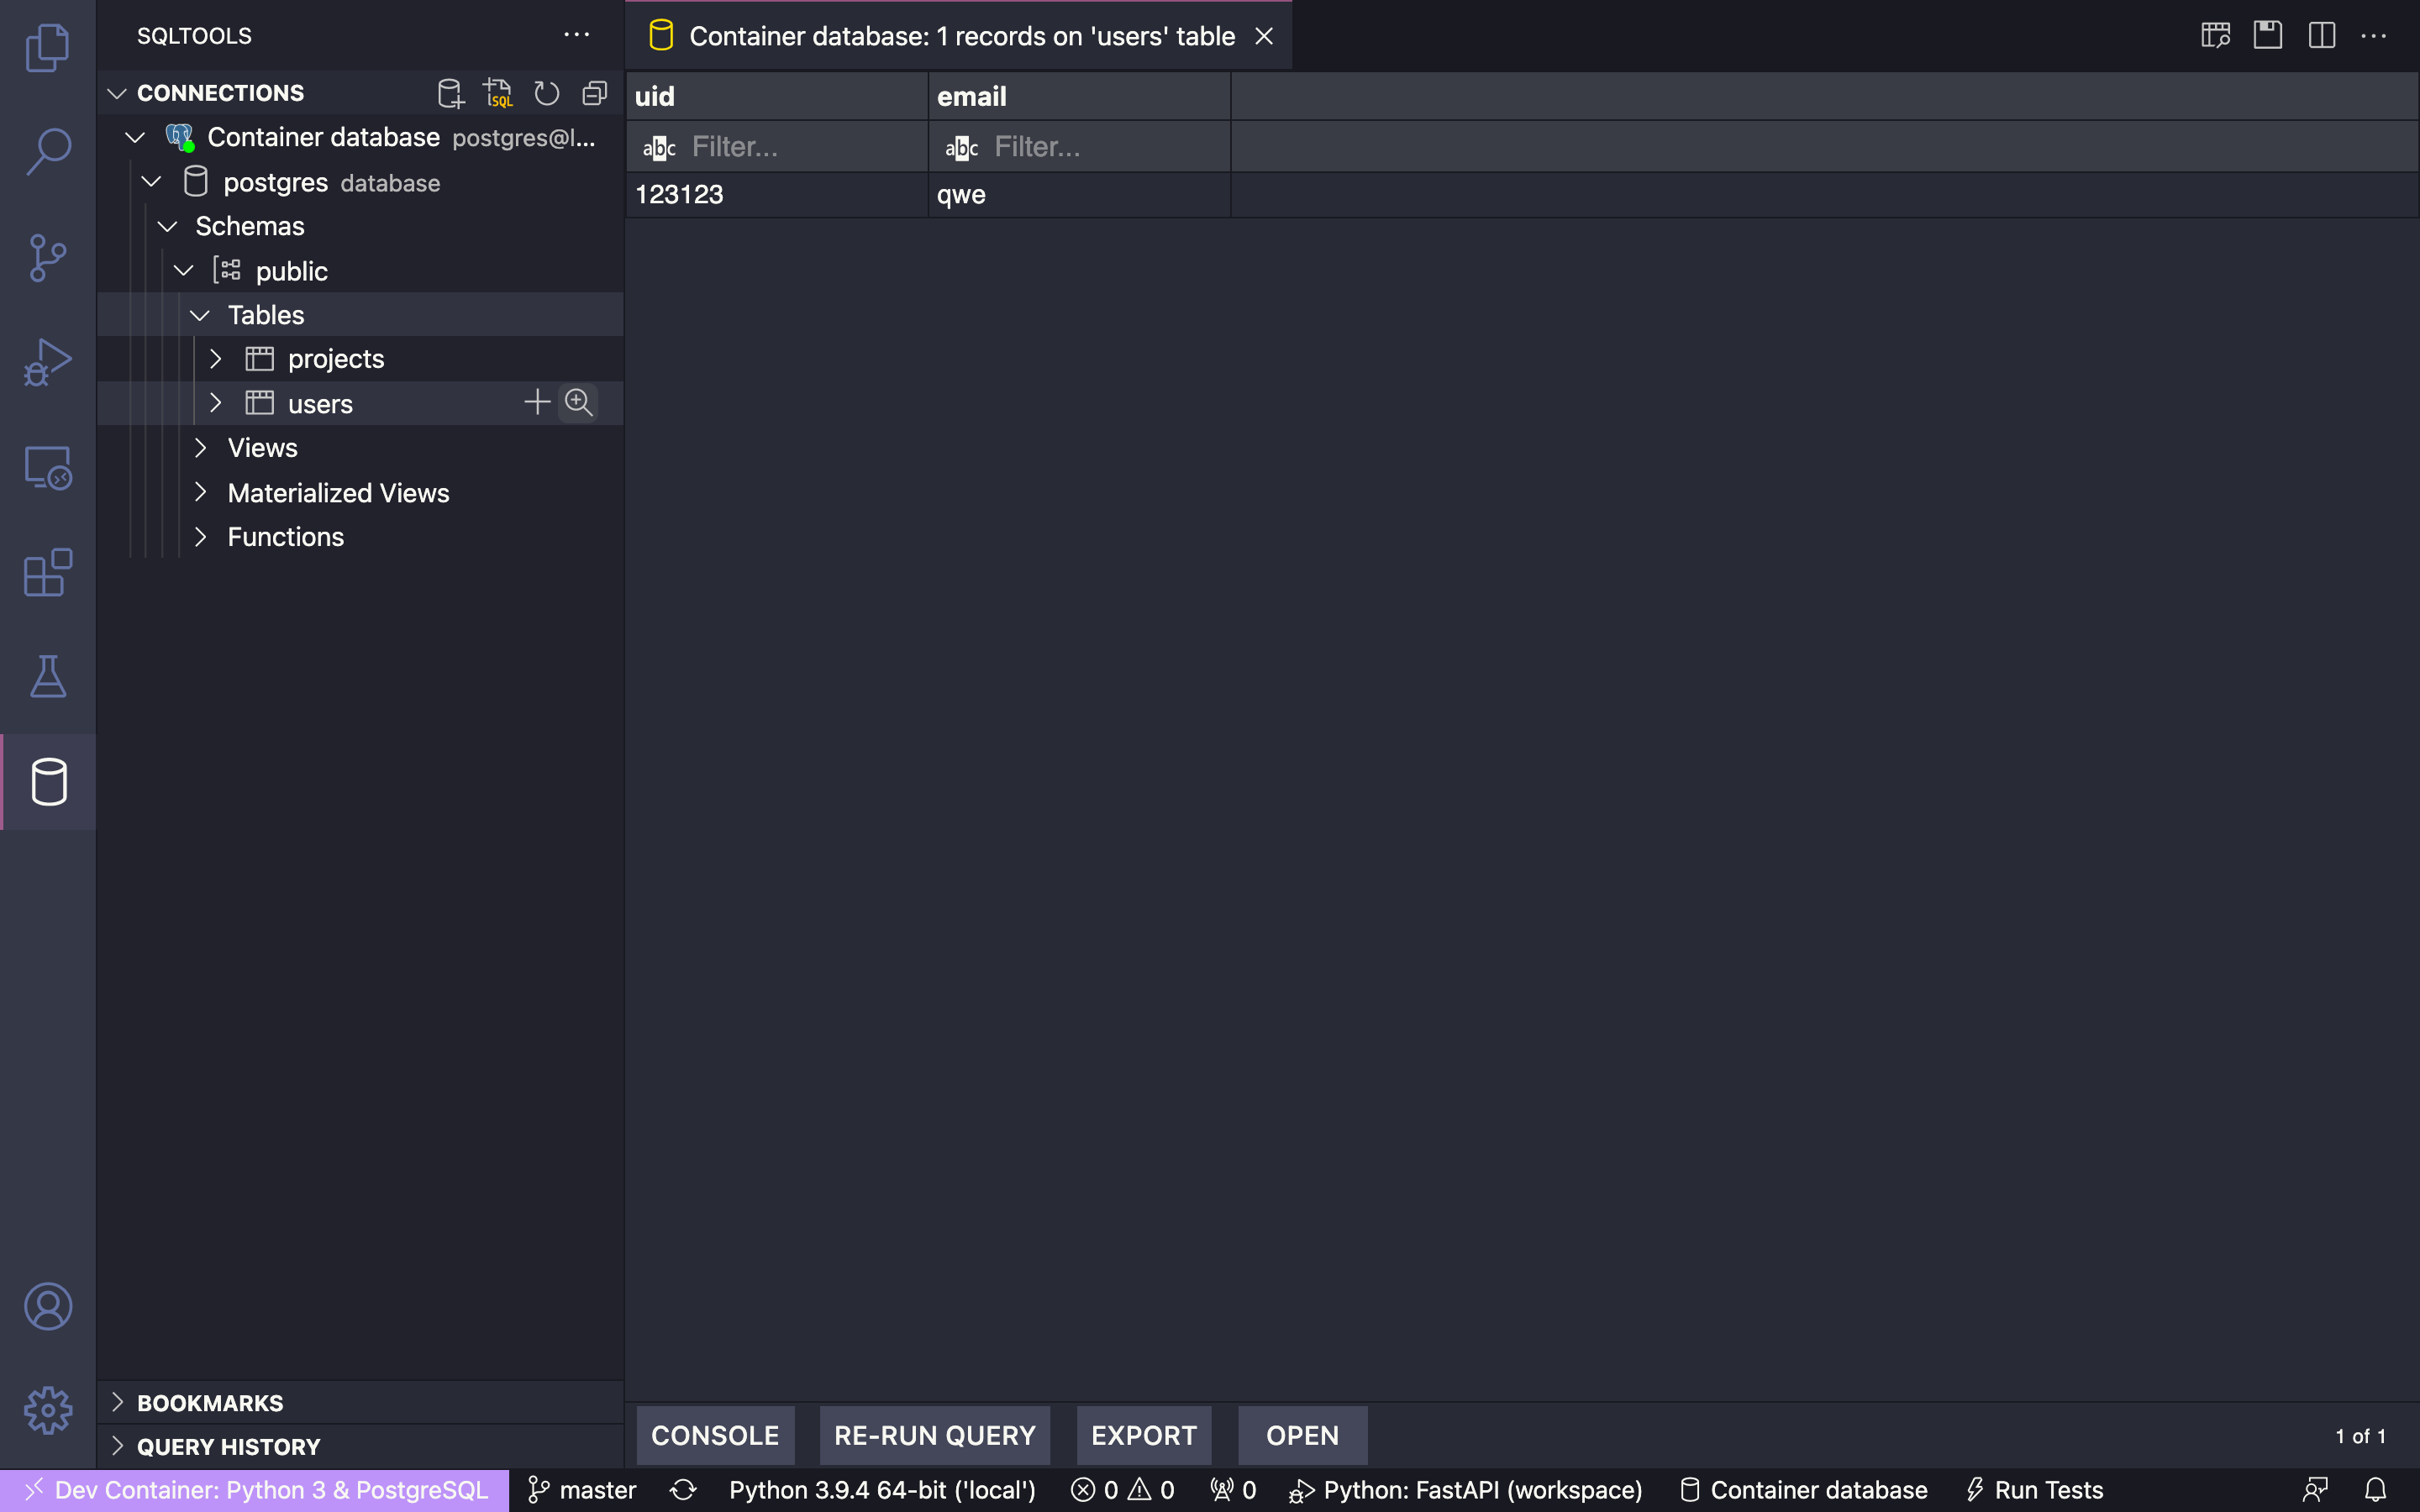 SQLTOOLS
CONNECTIONS
SQL
Container database postgres@l...
postgres database
Schemas
public
Tables
projects
users
Views
Materialized Views
Functions
BOOKMARKS
QUERY HISTORY
Container database: 1 records on 'users' table
uid email
abc Filter... abc Filter...
123123 qwe
CONSOLE RE-RUN QUERY EXPORT OPEN 1 of 1
Dev Container: Python 3 & PostgreSQL master Python 3.9.4 64-bit ('local') 0 0 0 Python: FastAPI (workspace) Container database Run Tests